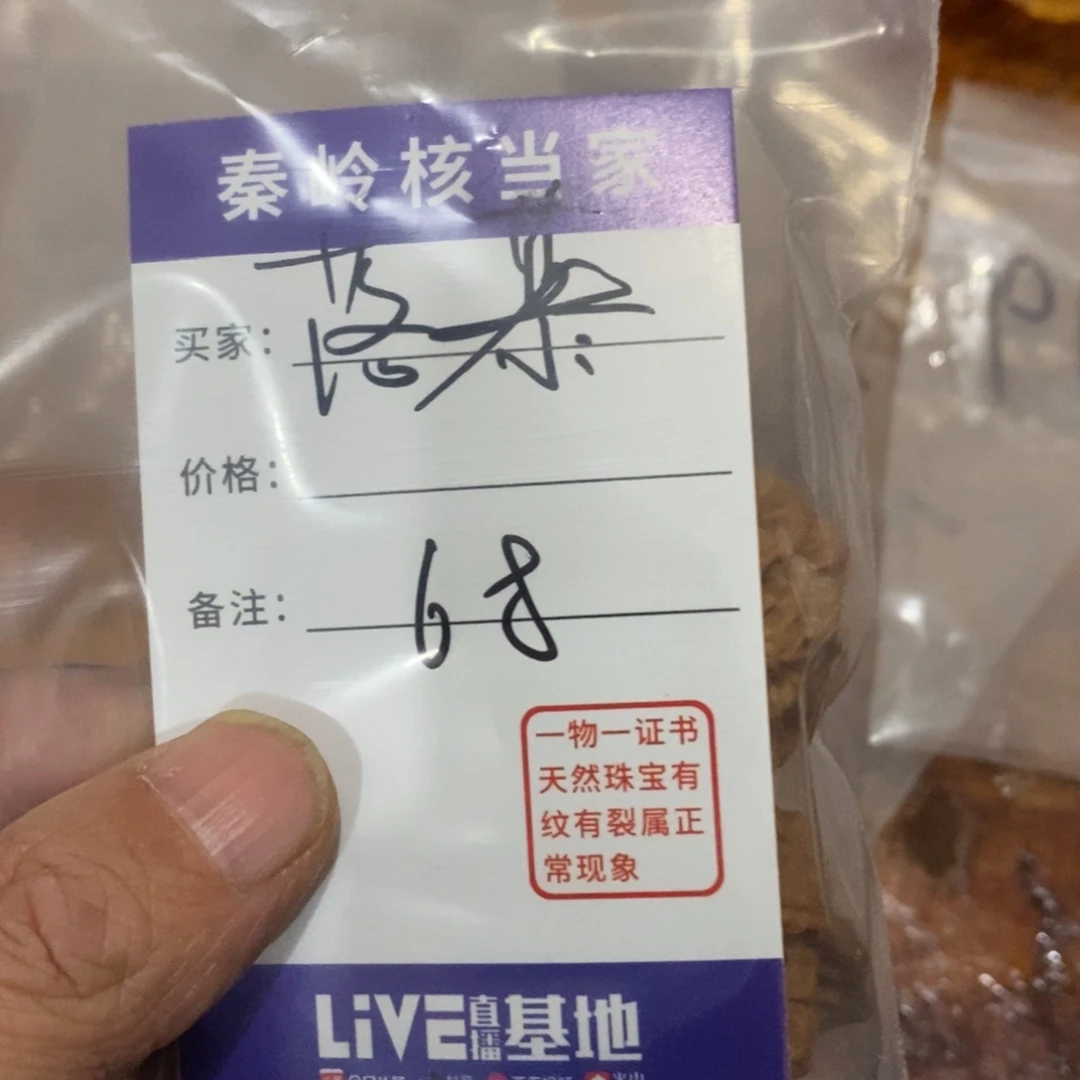 秦岭核当家
买家：落果
价格：
备注：68
一物一证书
天然珠宝有
纹有裂属正
常现象
LiVE直播基地
P